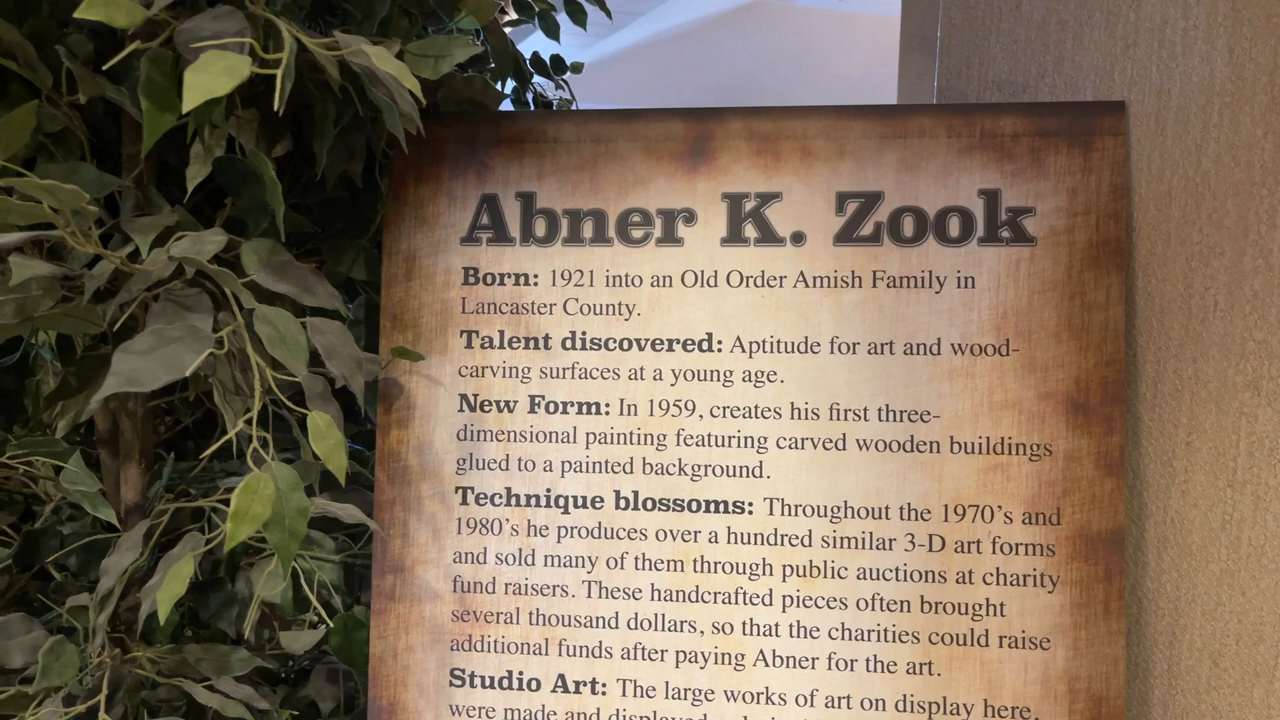 Abner K. Zook
Born: 1921 into an Old Order Amish Family in
Lancaster County.
Talent discovered: Aptitude for art and wood-
carving surfaces at a young age.
New Form: In 1959, creates his first three-
dimensional painting featuring carved wooden buildings
glued to a painted background.
Technique blossoms: Throughout the 1970's and
1980's he produces over a hundred similar 3-D art forms
and sold many of them through public auctions at charity
fund raisers. These handcrafted pieces often brought
several thousand dollars, so that the charities could raise
additional funds after paying Abner for the art.
Studio Art: The large works of art on display here,
were made and displayed